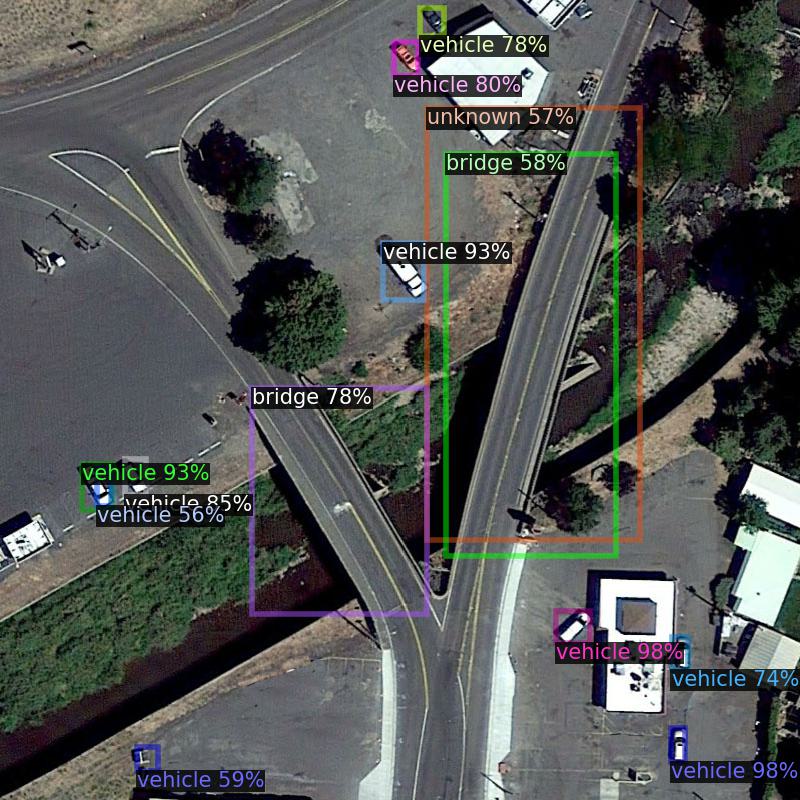 vehicle 78%
vehicle 80%
unknown 57%
bridge 58%
vehicle 93%
bridge 78%
vehicle 93%
vehicle 85%
vehicle 56%
vehicle 98%
vehicle 74%
vehicle 98%
vehicle 59%